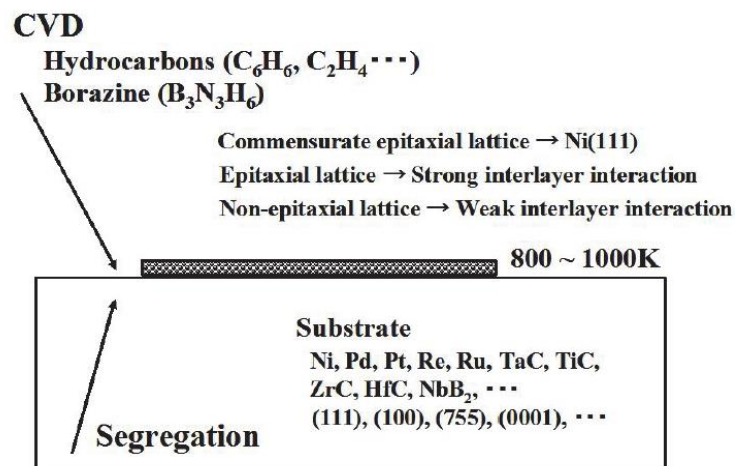 CVD
Hydrocarbons (C₆H₆, C₂H₄ ･･･)
Borazine (B₃N₃H₆)
Commensurate epitaxial lattice → Ni(111)
Epitaxial lattice → Strong interlayer interaction
Non-epitaxial lattice → Weak interlayer interaction
800 ~ 1000K
Substrate
Ni, Pd, Pt, Re, Ru, TaC, TiC,
ZrC, HfC, NbB₂, ･･･
(111), (100), (755), (0001), ･･･
Segregation